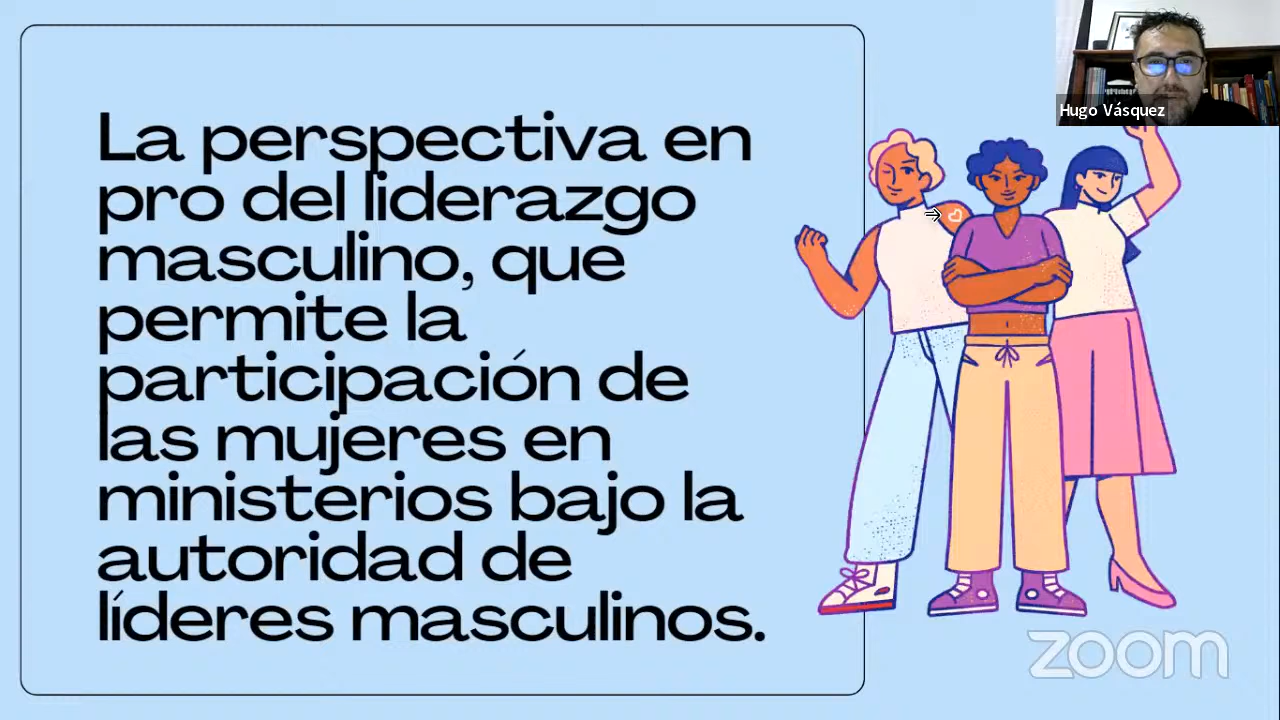 La perspectiva en
pro del liderazgo
masculino, que
permite la
participación de
las mujeres en
ministerios bajo la
autoridad de
líderes masculinos.
Hugo Vásquez
zoom